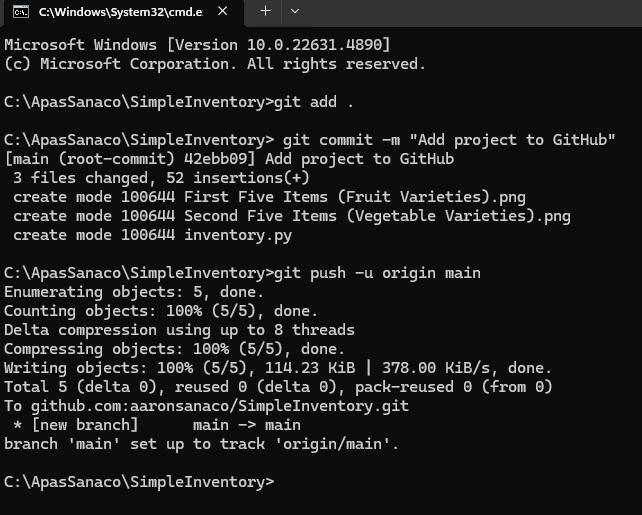 C:\Windows\System32\cmd.e
Microsoft Windows [Version 10.0.22631.4890]
(c) Microsoft Corporation. All rights reserved.
C:\ApasSanaco\SimpleInventory>git add .
C:\ApasSanaco\SimpleInventory> git commit -m "Add project to GitHub"
[main (root-commit) 42ebb09] Add project to GitHub
 3 files changed, 52 insertions(+)
 create mode 100644 First Five Items (Fruit Varieties).png
 create mode 100644 Second Five Items (Vegetable Varieties).png
 create mode 100644 inventory.py
C:\ApasSanaco\SimpleInventory>git push -u origin main
Enumerating objects: 5, done.
Counting objects: 100% (5/5), done.
Delta compression using up to 8 threads
Compressing objects: 100% (5/5), done.
Writing objects: 100% (5/5), 114.23 KiB | 378.00 KiB/s, done.
Total 5 (delta 0), reused 0 (delta 0), pack-reused 0 (from 0)
To github.com:aaronsanaco/SimpleInventory.git
 * [new branch]      main -> main
branch 'main' set up to track 'origin/main'.
C:\ApasSanaco\SimpleInventory>